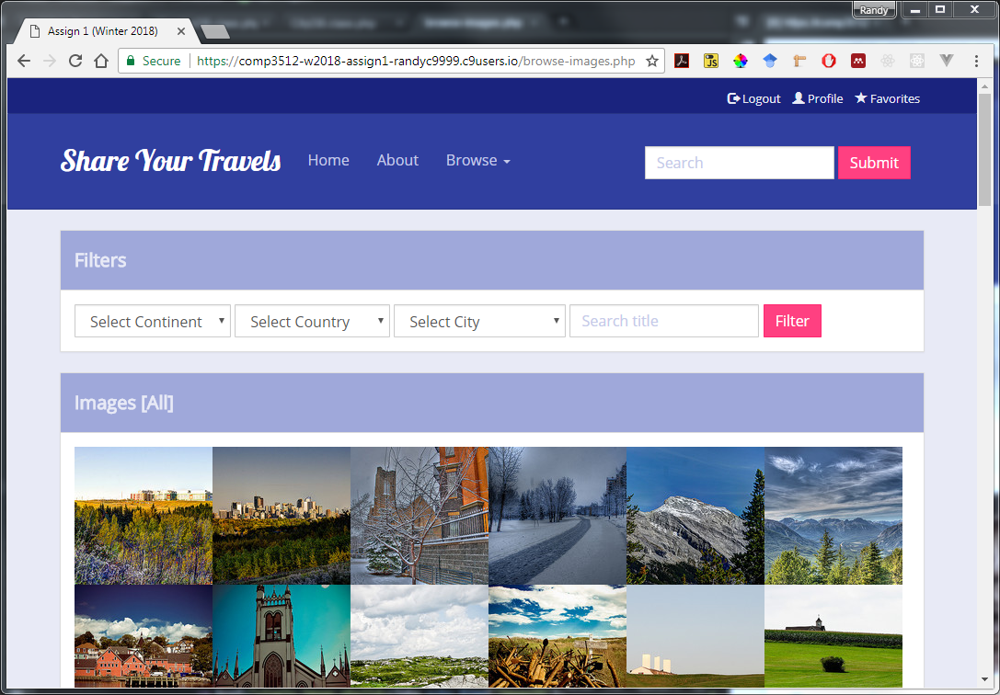 Randy
Assign 1 (Winter 2018)
Secure https://comp3512-w2018-assign1-randyc9999.c9users.io/browse-images.php
JS
Logout Profile Favorites
Share Your Travels Home About Browse Search Submit
Filters
Select Continent Select Country Select City Search title Filter
Images [All]